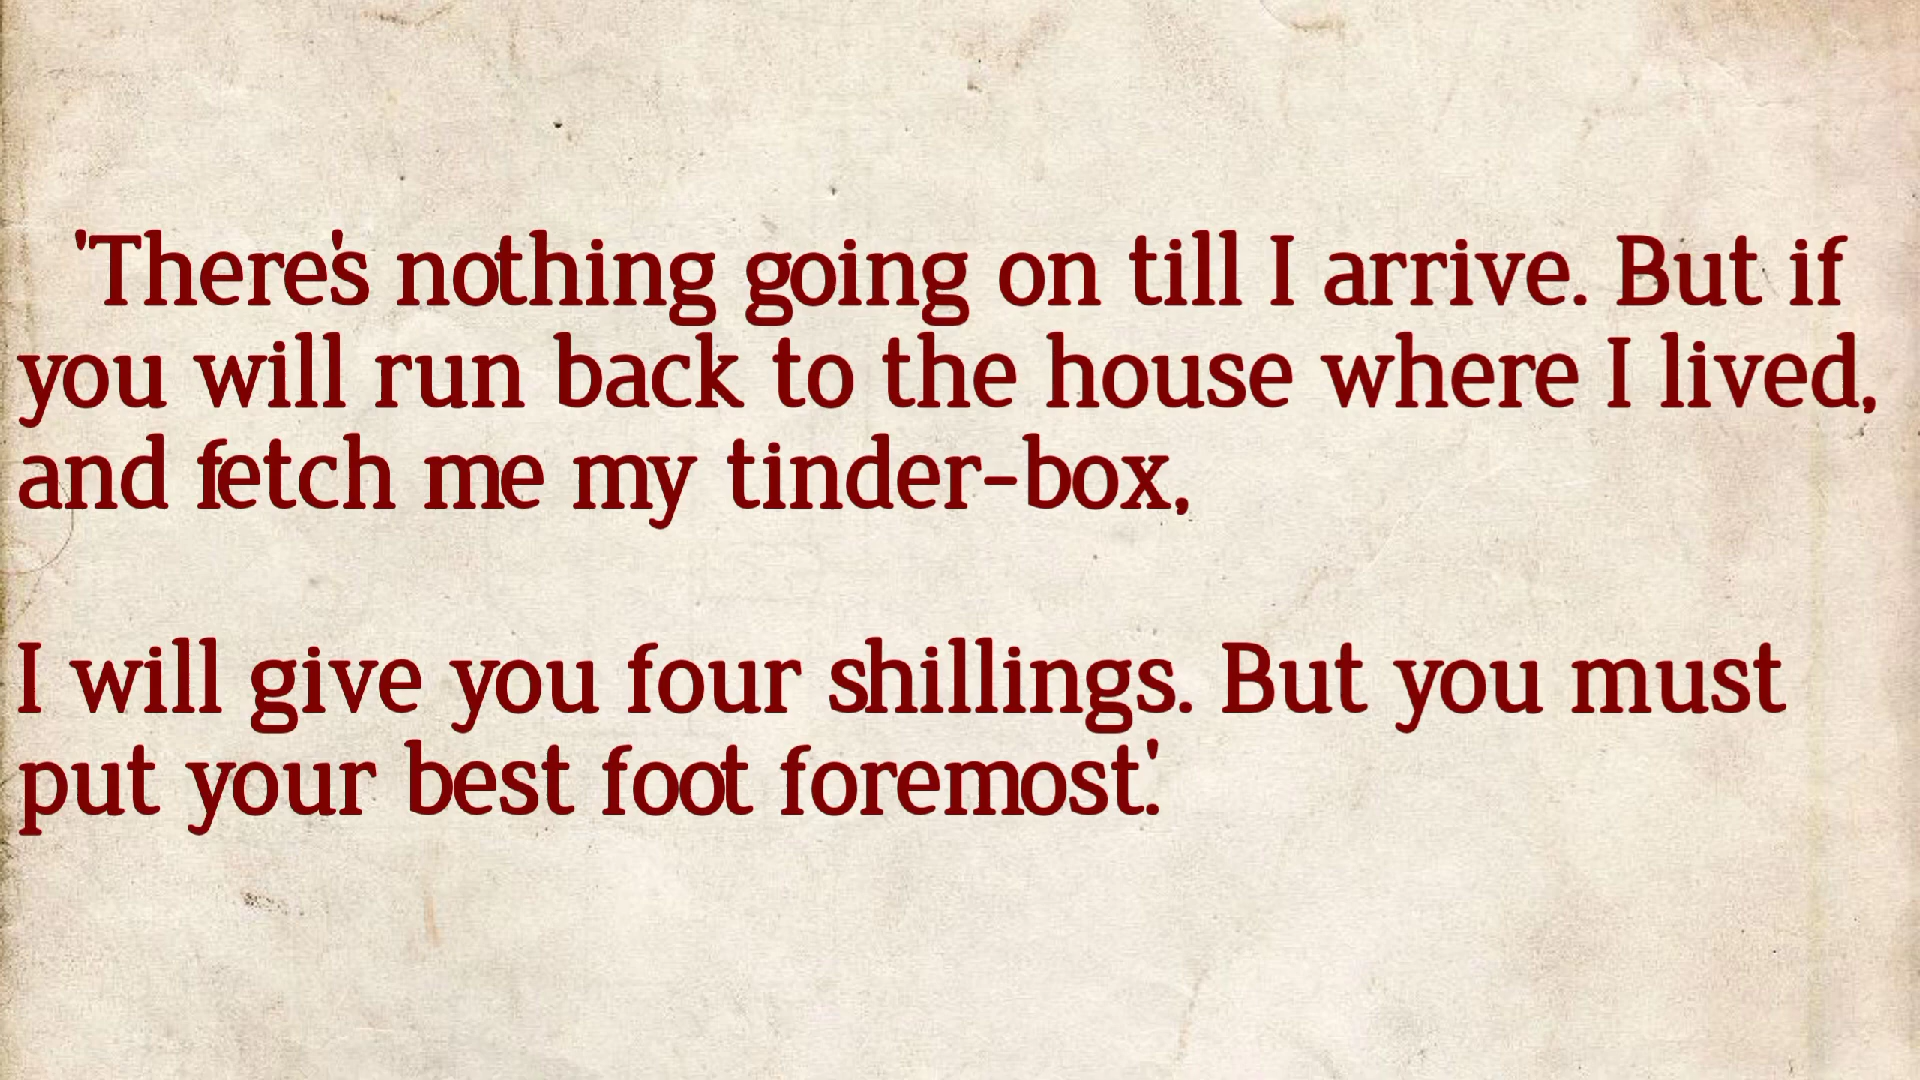 'There's nothing going on till I arrive. But if
you will run back to the house where I lived,
and fetch me my tinder-box,
I will give you four shillings. But you must
put your best foot foremost.'